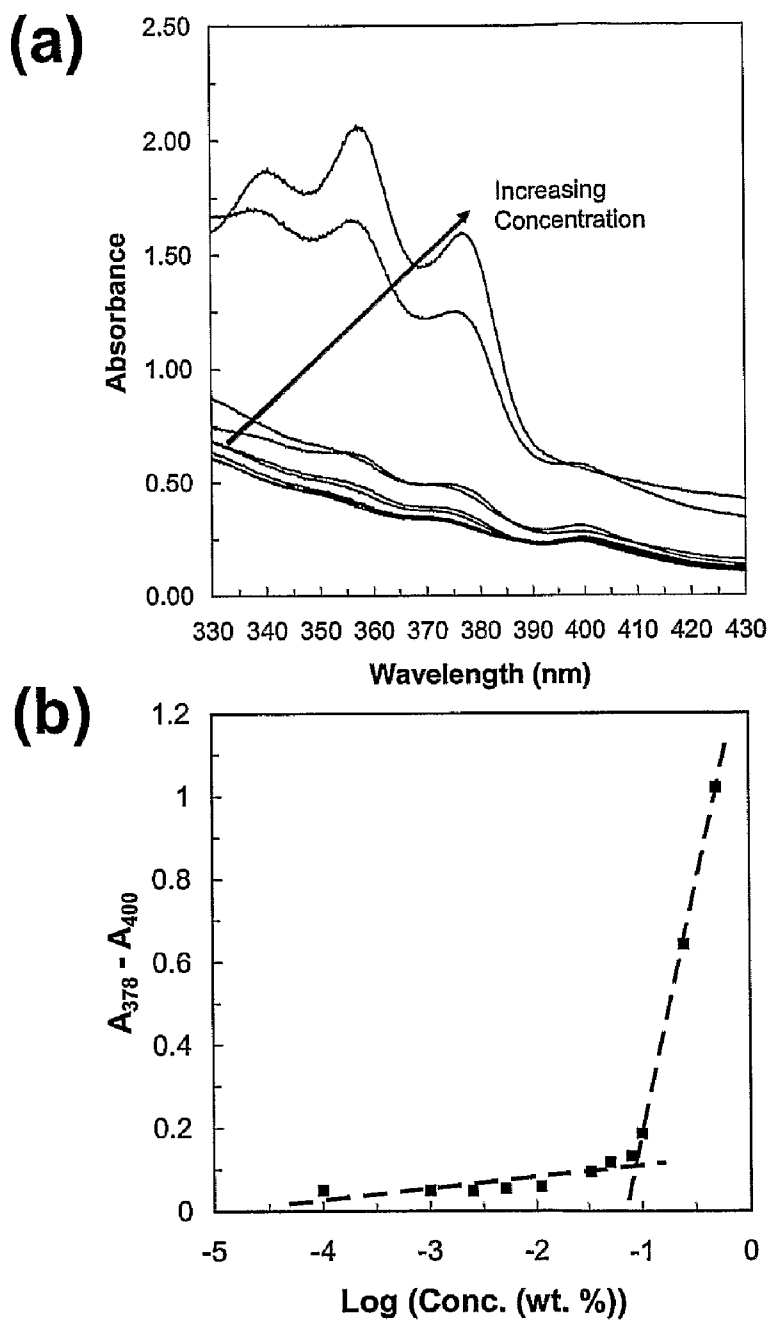 (a)
2.50
2.00
1.50
1.00
0.50
0.00
Absorbance
Increasing
Concentration
330 340 350 360 370 380 390 400 410 420 430
Wavelength (nm)
(b)
1.2
1
0.8
0.6
0.4
0.2
0
A378 - A400
-5 -4 -3 -2 -1 0
Log (Conc. (wt. %))